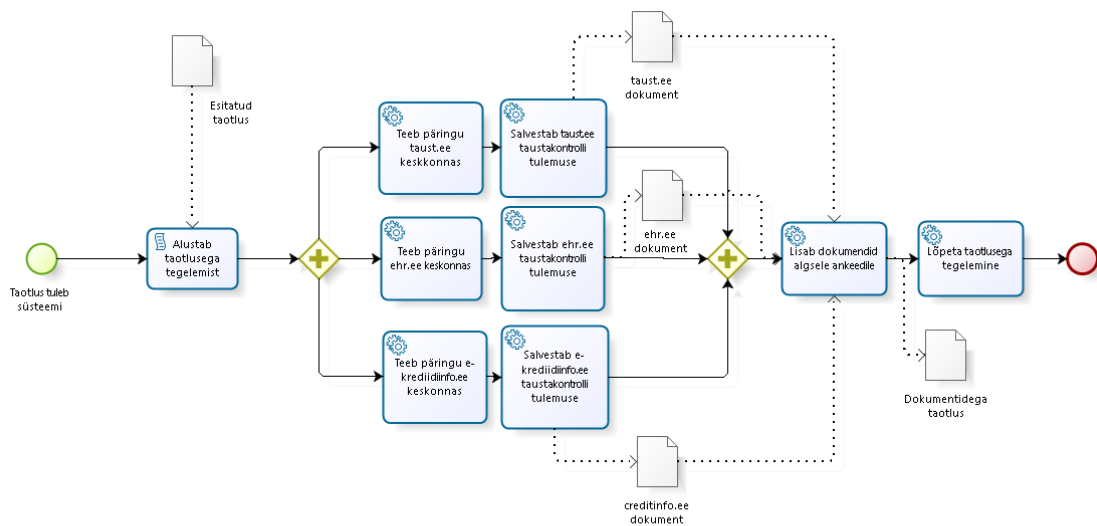 taust.ee
dokument
Esitatud
taotlus
Teeb päringu
taust.ee
keskkonnas
Salvestab taust.ee
taustakontrolli
tulemuse
Taotlus tuleb
süsteemi
Alustab
taotlusega
tegelemist
Teeb päringu
ehr.ee keskonnas
Salvestab ehr.ee
taustakontrolli
tulemuse
ehr.ee
dokument
Lisab dokumendid
algsele ankeedile
Lõpeta taotlusega
tegelemine
Teeb päringu e-
krediidiinfo.ee
keskonnas
Salvestab e-
krediidiinfo.ee
taustakontrolli
tulemuse
Dokumentidega
taotlus
creditinfo.ee
dokument